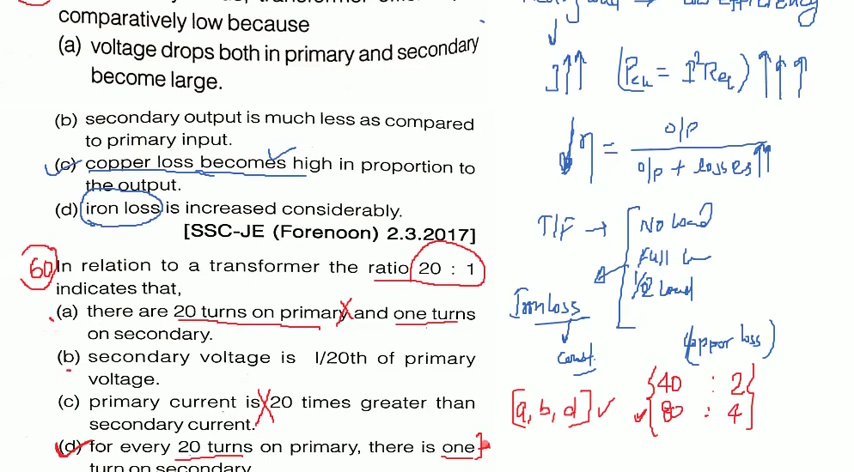 comparatively low because
(a) voltage drops both in primary and secondary
become large.
(b) secondary output is much less as compared
to primary input.
(c) copper loss becomes high in proportion to
the output.
(d) iron loss is increased considerably.
[SSC-JE (Forenoon) 2.3.2017]
60 In relation to a transformer the ratio 20 : 1
indicates that,
(a) there are 20 turns on primary and one turns
on secondary.
(b) secondary voltage is 1/20th of primary
voltage.
(c) primary current is 20 times greater than
secondary current.
(d) for every 20 turns on primary, there is one
turn on secondary.
I↑↑ (Pcu = I²Req) ↑↑↑
↓η = o/p
o/p + losses↑↑
T/F → No load
Full L
1/2 Load
Iron loss
Const.
(Copper loss)
[a, b, d] ✓
40 : 2
80 : 4